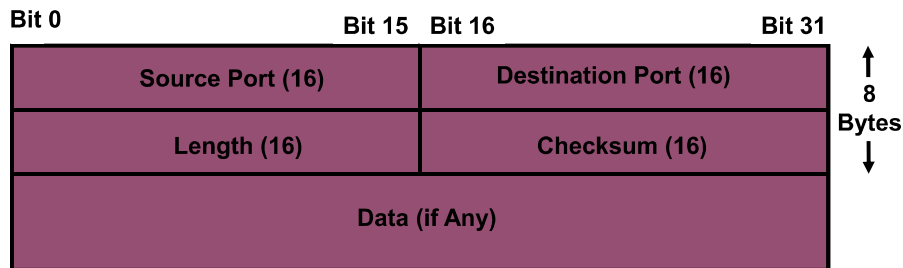 Bit 0 Bit 15 Bit 16 Bit 31
Source Port (16) Destination Port (16)
8
Bytes
Length (16) Checksum (16)
Data (if Any)